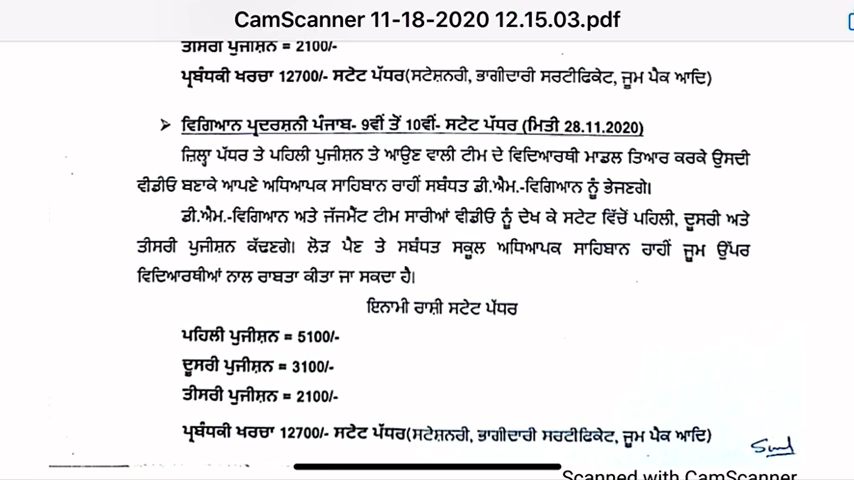 CamScanner 11-18-2020 12.15.03.pdf
ਤੀਸਰੀ ਪੁਜੀਸ਼ਨ = 2100/-
ਪ੍ਰਬੰਧਕੀ ਖਰਚਾ 12700/- ਸਟੇਟ ਪੱਧਰ(ਸਟੇਸ਼ਨਰੀ, ਭਾਗੀਦਾਰੀ ਸਰਟੀਫਿਕੇਟ, ਜ਼ੂਮ ਪੈਕ ਆਦਿ)
➢ ਵਿਗਿਆਨ ਪ੍ਰਦਰਸ਼ਨੀ ਪੰਜਾਬ- 9ਵੀਂ ਤੋਂ 10ਵੀਂ- ਸਟੇਟ ਪੱਧਰ (ਮਿਤੀ 28.11.2020)
ਜ਼ਿਲ੍ਹਾ ਪੱਧਰ ਤੇ ਪਹਿਲੀ ਪੁਜੀਸ਼ਨ ਤੇ ਆਉਣ ਵਾਲੀ ਟੀਮ ਦੇ ਵਿਦਿਆਰਥੀ ਮਾਡਲ ਤਿਆਰ ਕਰਕੇ ਉਸਦੀ
ਵੀਡੀਓ ਬਣਾਕੇ ਆਪਣੇ ਅਧਿਆਪਕ ਸਾਹਿਬਾਨ ਰਾਹੀਂ ਸਬੰਧਤ ਡੀ.ਐਮ.-ਵਿਗਿਆਨ ਨੂੰ ਭੇਜਣਗੇ।
ਡੀ.ਐਮ.-ਵਿਗਿਆਨ ਅਤੇ ਜੱਜਮੈਂਟ ਟੀਮ ਸਾਰੀਆਂ ਵੀਡੀਓ ਨੂੰ ਦੇਖ ਕੇ ਸਟੇਟ ਵਿੱਚੋਂ ਪਹਿਲੀ, ਦੂਸਰੀ ਅਤੇ
ਤੀਸਰੀ ਪੁਜੀਸ਼ਨ ਕੱਢਣਗੇ। ਲੋੜ ਪੈਣ ਤੇ ਸਬੰਧਤ ਸਕੂਲ ਅਧਿਆਪਕ ਸਾਹਿਬਾਨ ਰਾਹੀਂ ਜ਼ੂਮ ਉੱਪਰ
ਵਿਦਿਆਰਥੀਆਂ ਨਾਲ ਰਾਬਤਾ ਕੀਤਾ ਜਾ ਸਕਦਾ ਹੈ।
ਇਨਾਮੀ ਰਾਸ਼ੀ ਸਟੇਟ ਪੱਧਰ
ਪਹਿਲੀ ਪੁਜੀਸ਼ਨ = 5100/-
ਦੂਸਰੀ ਪੁਜੀਸ਼ਨ = 3100/-
ਤੀਸਰੀ ਪੁਜੀਸ਼ਨ = 2100/-
ਪ੍ਰਬੰਧਕੀ ਖਰਚਾ 12700/- ਸਟੇਟ ਪੱਧਰ(ਸਟੇਸ਼ਨਰੀ, ਭਾਗੀਦਾਰੀ ਸਰਟੀਫਿਕੇਟ, ਜ਼ੂਮ ਪੈਕ ਆਦਿ)
Scanned with CamScanner